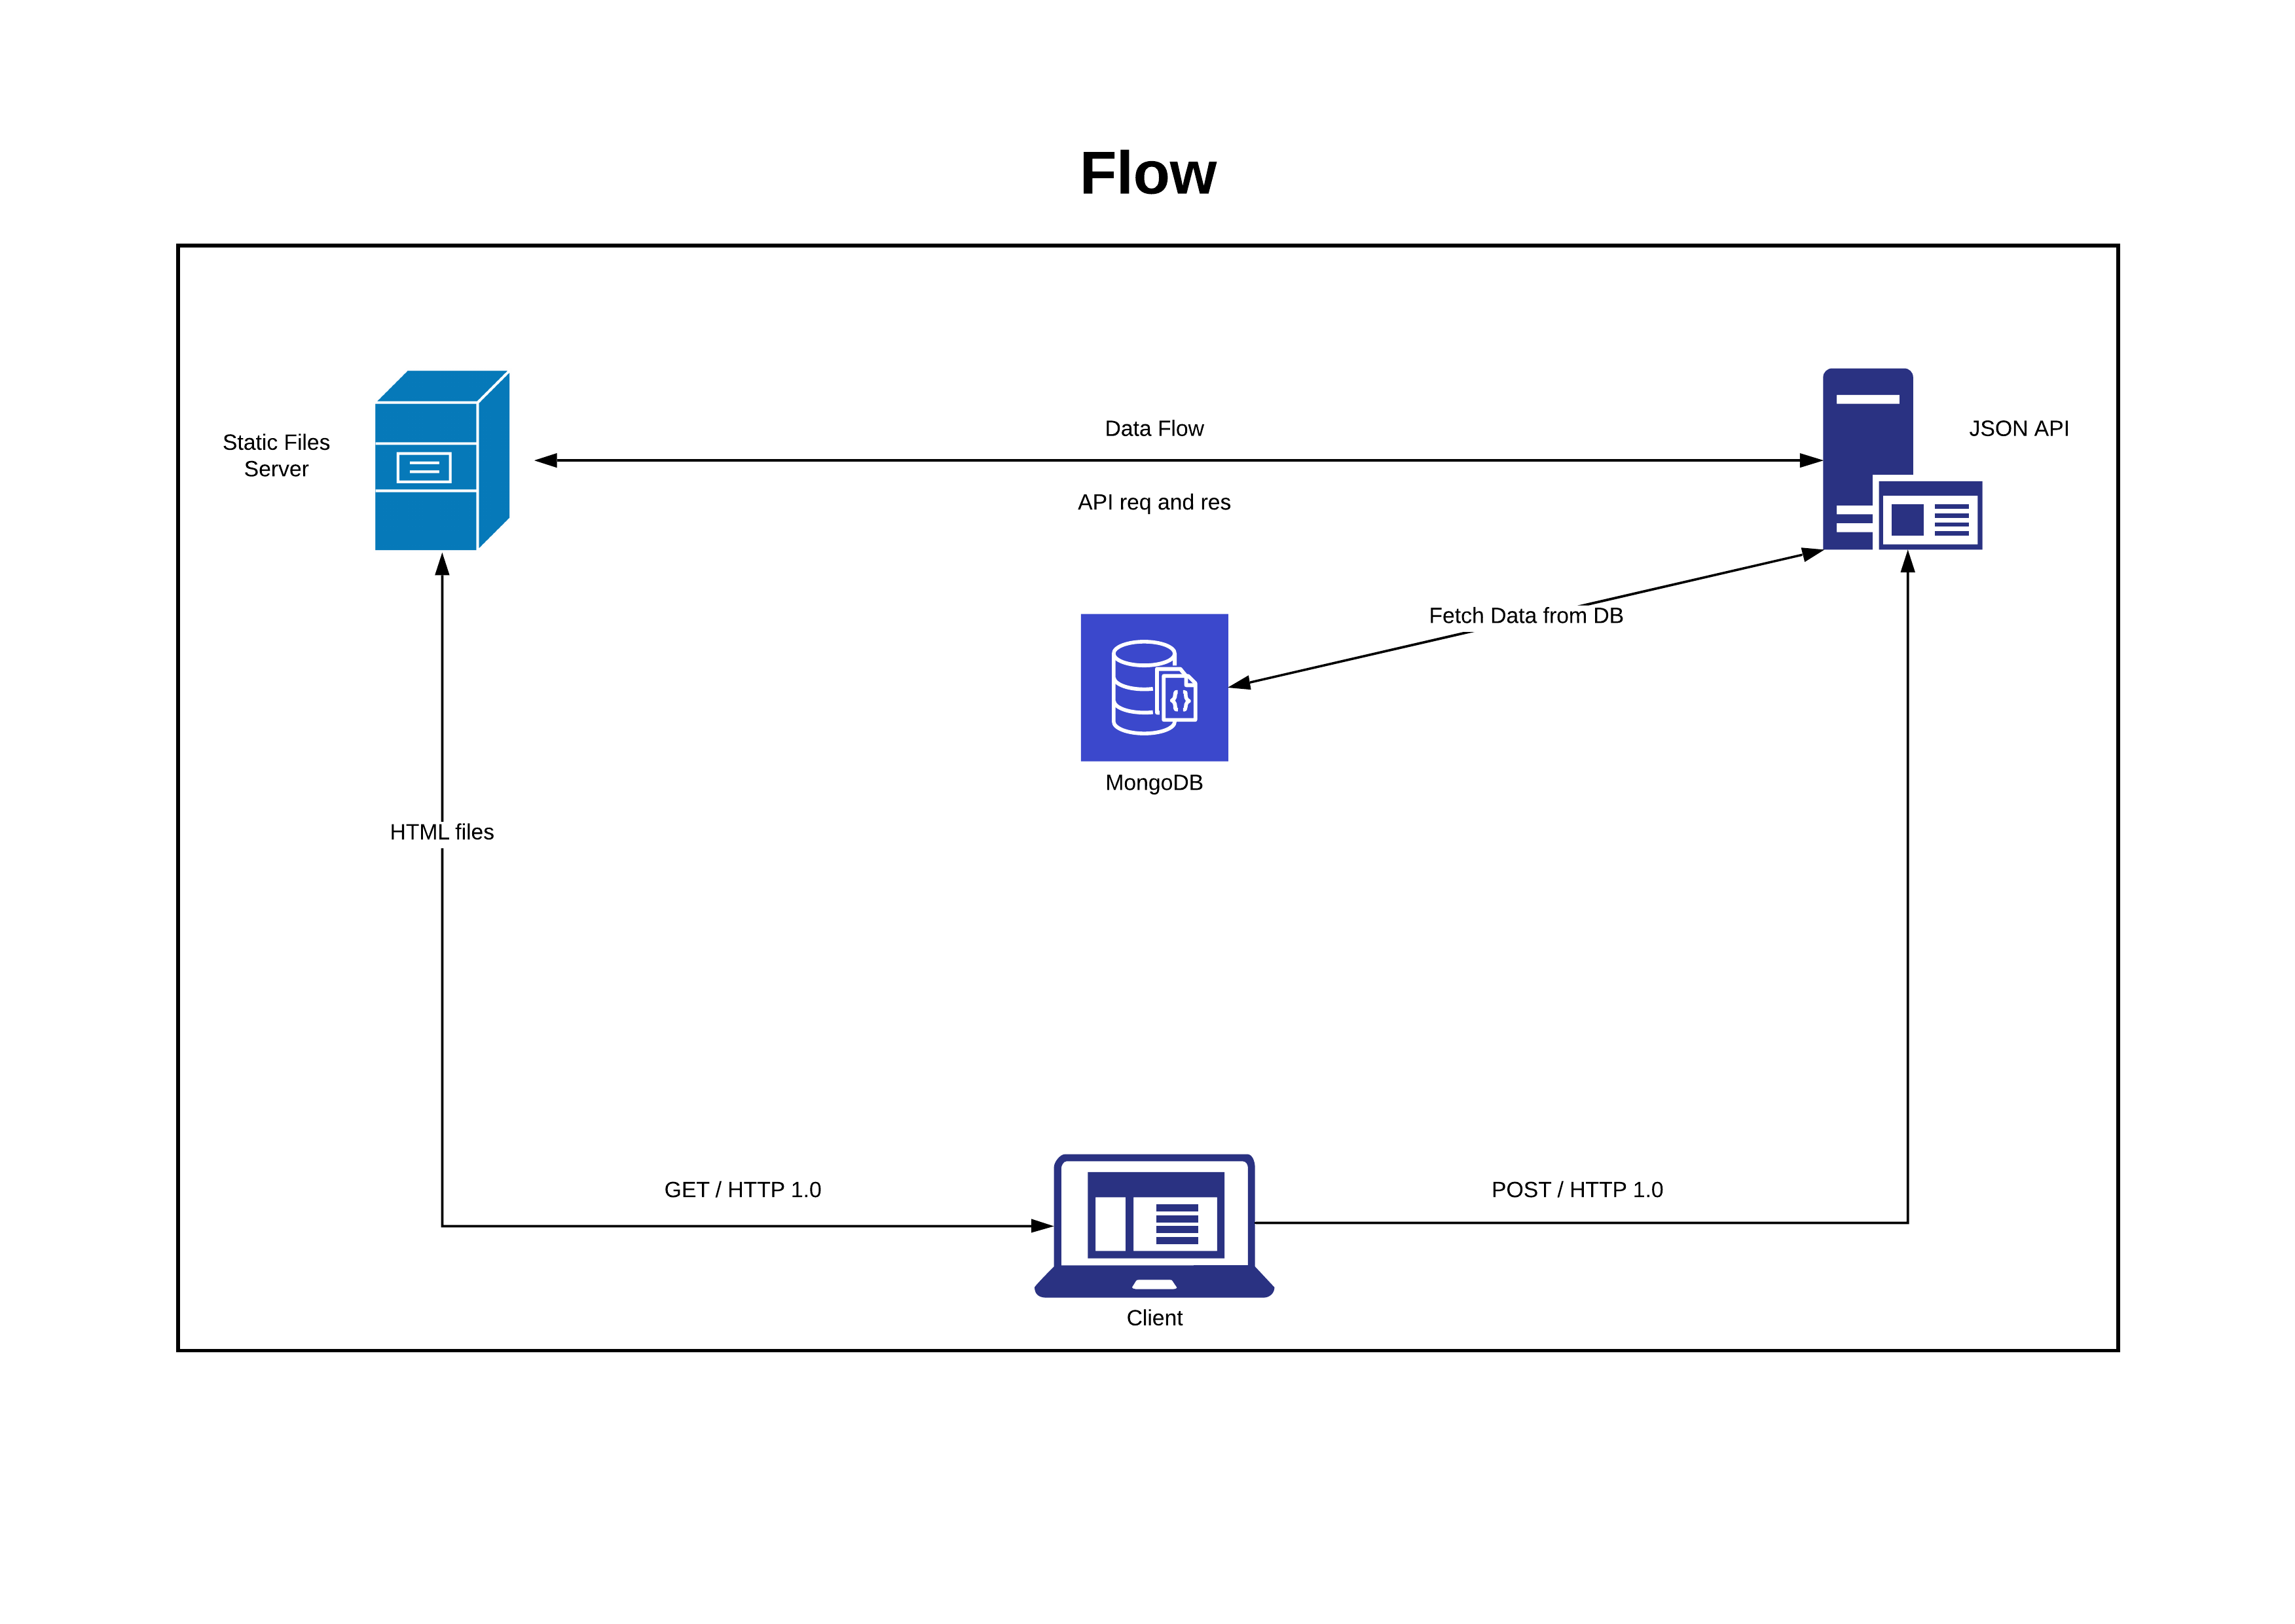 Flow
Static Files
Server
Data Flow
JSON API
API req and res
Fetch Data from DB
MongoDB
HTML files
GET / HTTP 1.0
POST / HTTP 1.0
Client